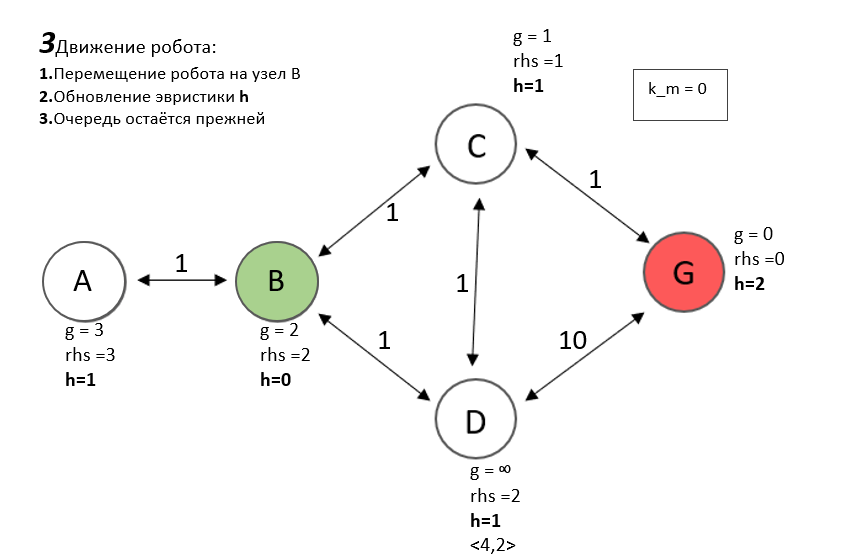 3Движение робота:
1.Перемещение робота на узел B
2.Обновление эвристики h
3.Очередь остаётся прежней
g = 1
rhs =1
h=1
k_m = 0
C
1
1
A
1
B
1
G
g = 0
rhs =0
h=2
g = 3
rhs =3
h=1
g = 2
rhs =2
h=0
1
10
D
g = ∞
rhs =2
h=1
<4,2>